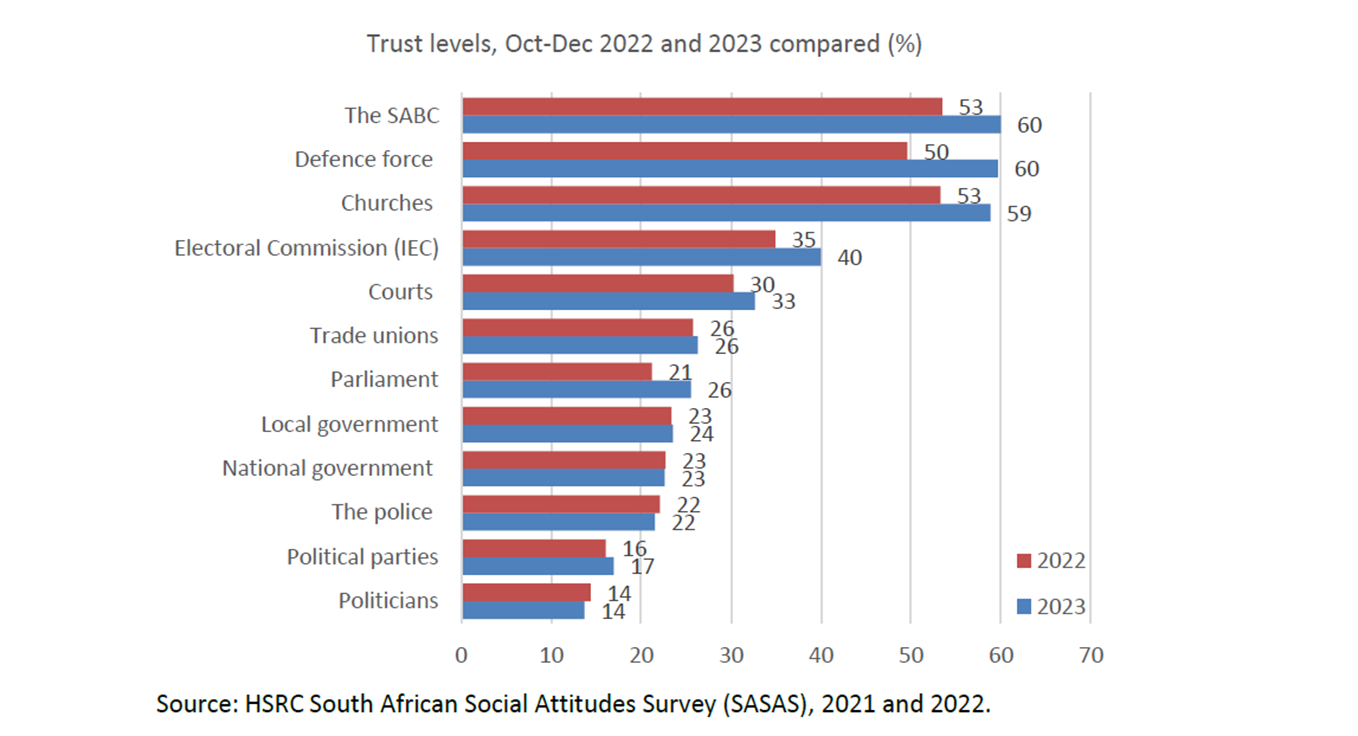 Trust levels, Oct-Dec 2022 and 2023 compared (%)
The SABC 53 60
Defence force 50 60
Churches 53 59
Electoral Commission (IEC) 35 40
Courts 30 33
Trade unions 26 26
Parliament 21 26
Local government 23 24
National government 23 23
The police 22 22
Political parties 16 17
Politicians 14 14
2022
2023
0 10 20 30 40 50 60 70
Source: HSRC South African Social Attitudes Survey (SASAS), 2021 and 2022.